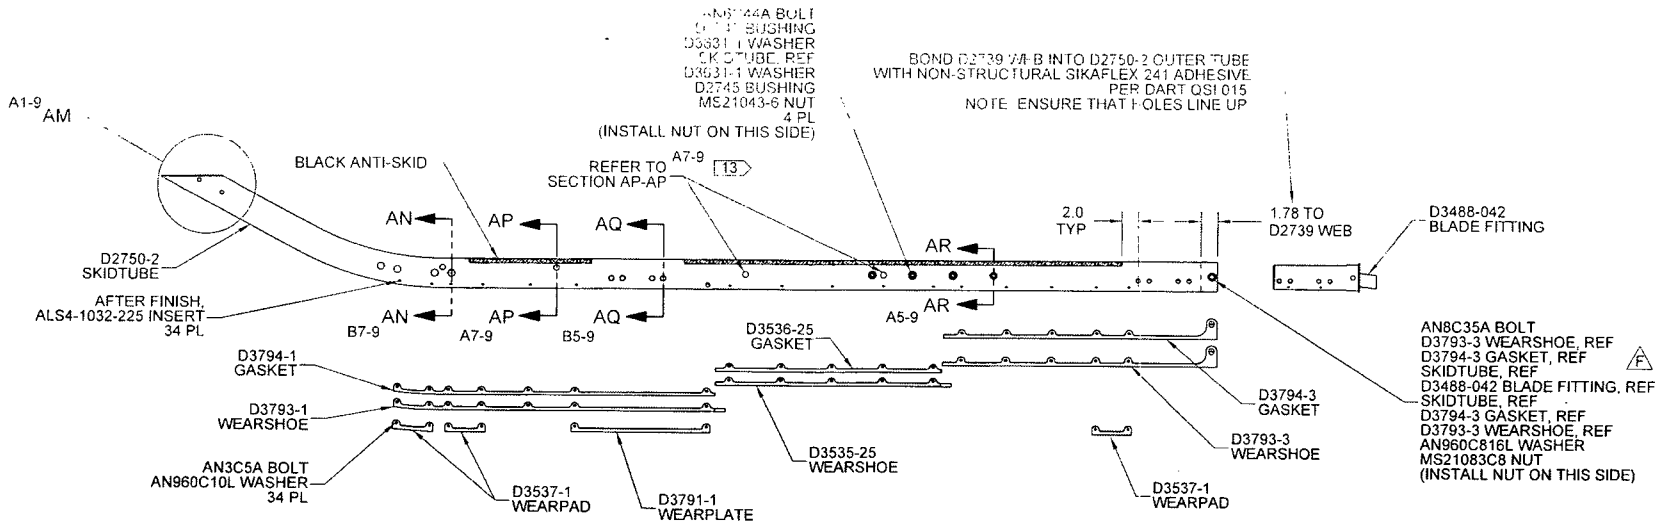 BOLT
BUSHING
WASHER
REF
D3631-1 WASHER
D2745 BUSHING
MS21043-6 NUT
4 PL
(INSTALL NUT ON THIS SIDE)
BOND D2739 WEB INTO D2750-2 OUTER TUBE
WITH NON-STRUCTURAL SIKAFLEX 241 ADHESIVE
PER DART QSI 015
NOTE ENSURE THAT HOLES LINE UP
A1-9
AM
BLACK ANTI-SKID
REFER TO
SECTION AP-AP
A7-9
13
AN
AP
AQ
AR
2.0
TYP
1.78 TO
D2739 WEB
D3488-042
BLADE FITTING
D2750-2
SKIDTUBE
AFTER FINISH,
ALS4-1032-225 INSERT
34 PL
AN
B7-9
A7-9
AP
B5-9
AQ
AR
A5-9
D3794-1
GASKET
D3793-1
WEARSHOE
AN3C5A BOLT
AN960C10L WASHER
34 PL
D3537-1
WEARPAD
D3791-1
WEARPLATE
D3536-25
GASKET
D3535-25
WEARSHOE
D3794-3
GASKET
D3793-3
WEARSHOE
D3537-1
WEARPAD
AN8C35A BOLT
D3793-3 WEARSHOE, REF
D3794-3 GASKET, REF
SKIDTUBE, REF
D3488-042 BLADE FITTING, REF
SKIDTUBE, REF
D3794-3 GASKET, REF
D3793-3 WEARSHOE, REF
AN960C816L WASHER
MS21083C8 NUT
(INSTALL NUT ON THIS SIDE)
F